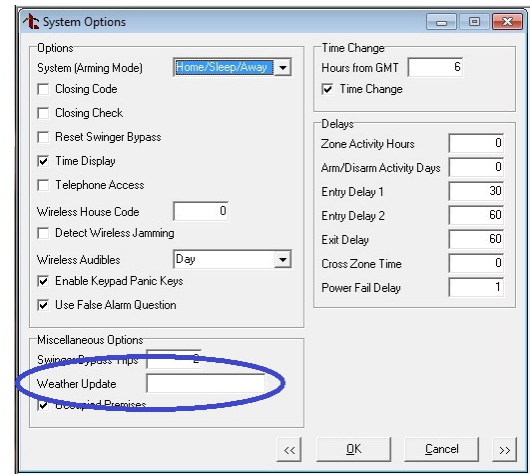 System Options
Options
System (Arming Mode) Home/Sleep/Away
Closing Code
Closing Check
Reset Swinger Bypass
Time Display
Telephone Access
Wireless House Code 0
Detect Wireless Jamming
Wireless Audibles Day
Enable Keypad Panic Keys
Use False Alarm Question
Miscellaneous Options
Swinger Bypass Trips 2
Weather Update
Occupied Premises
Time Change
Hours from GMT 6
Time Change
Delays
Zone Activity Hours 0
Arm/Disarm Activity Days 0
Entry Delay 1 30
Entry Delay 2 60
Exit Delay 60
Cross Zone Time 0
Power Fail Delay 1
<< OK Cancel >>